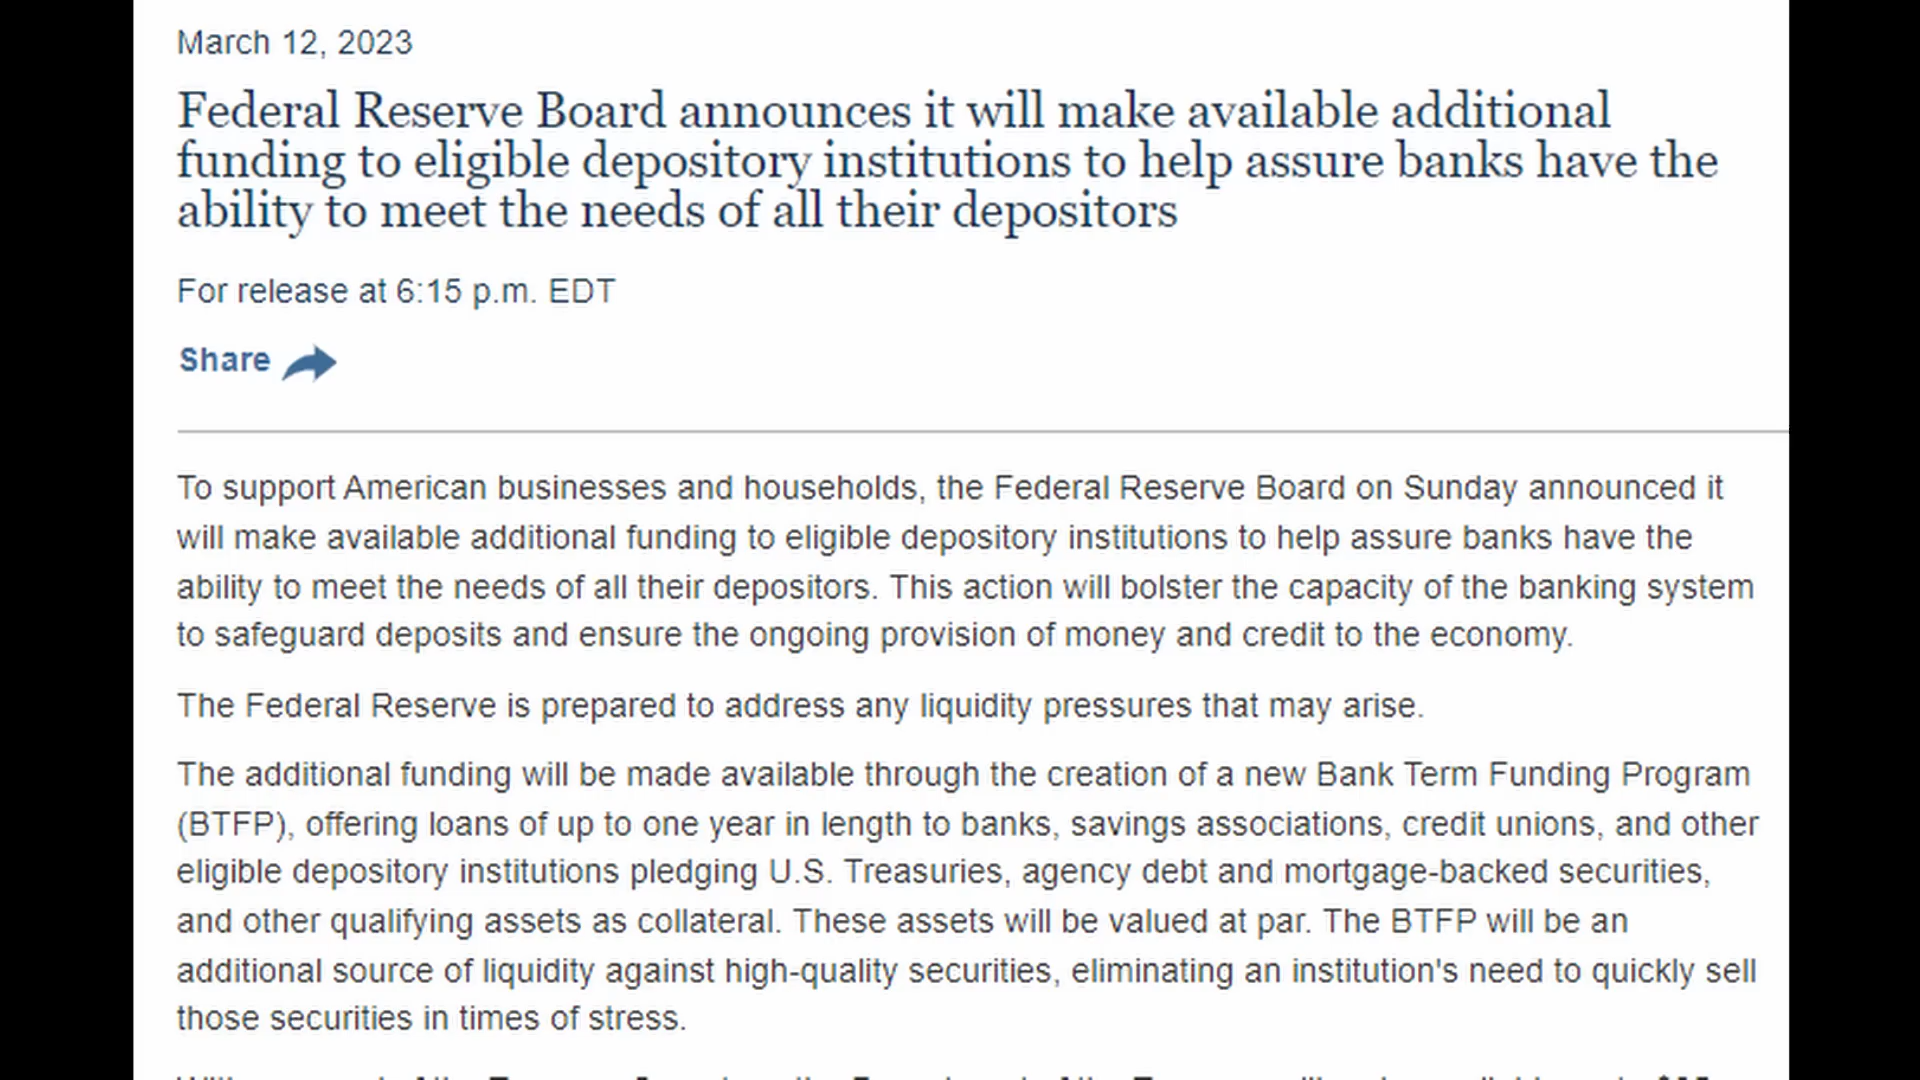 March 12, 2023
Federal Reserve Board announces it will make available additional
funding to eligible depository institutions to help assure banks have the
ability to meet the needs of all their depositors
For release at 6:15 p.m. EDT
Share
To support American businesses and households, the Federal Reserve Board on Sunday announced it
will make available additional funding to eligible depository institutions to help assure banks have the
ability to meet the needs of all their depositors. This action will bolster the capacity of the banking system
to safeguard deposits and ensure the ongoing provision of money and credit to the economy.
The Federal Reserve is prepared to address any liquidity pressures that may arise.
The additional funding will be made available through the creation of a new Bank Term Funding Program
(BTFP), offering loans of up to one year in length to banks, savings associations, credit unions, and other
eligible depository institutions pledging U.S. Treasuries, agency debt and mortgage-backed securities,
and other qualifying assets as collateral. These assets will be valued at par. The BTFP will be an
additional source of liquidity against high-quality securities, eliminating an institution's need to quickly sell
those securities in times of stress.